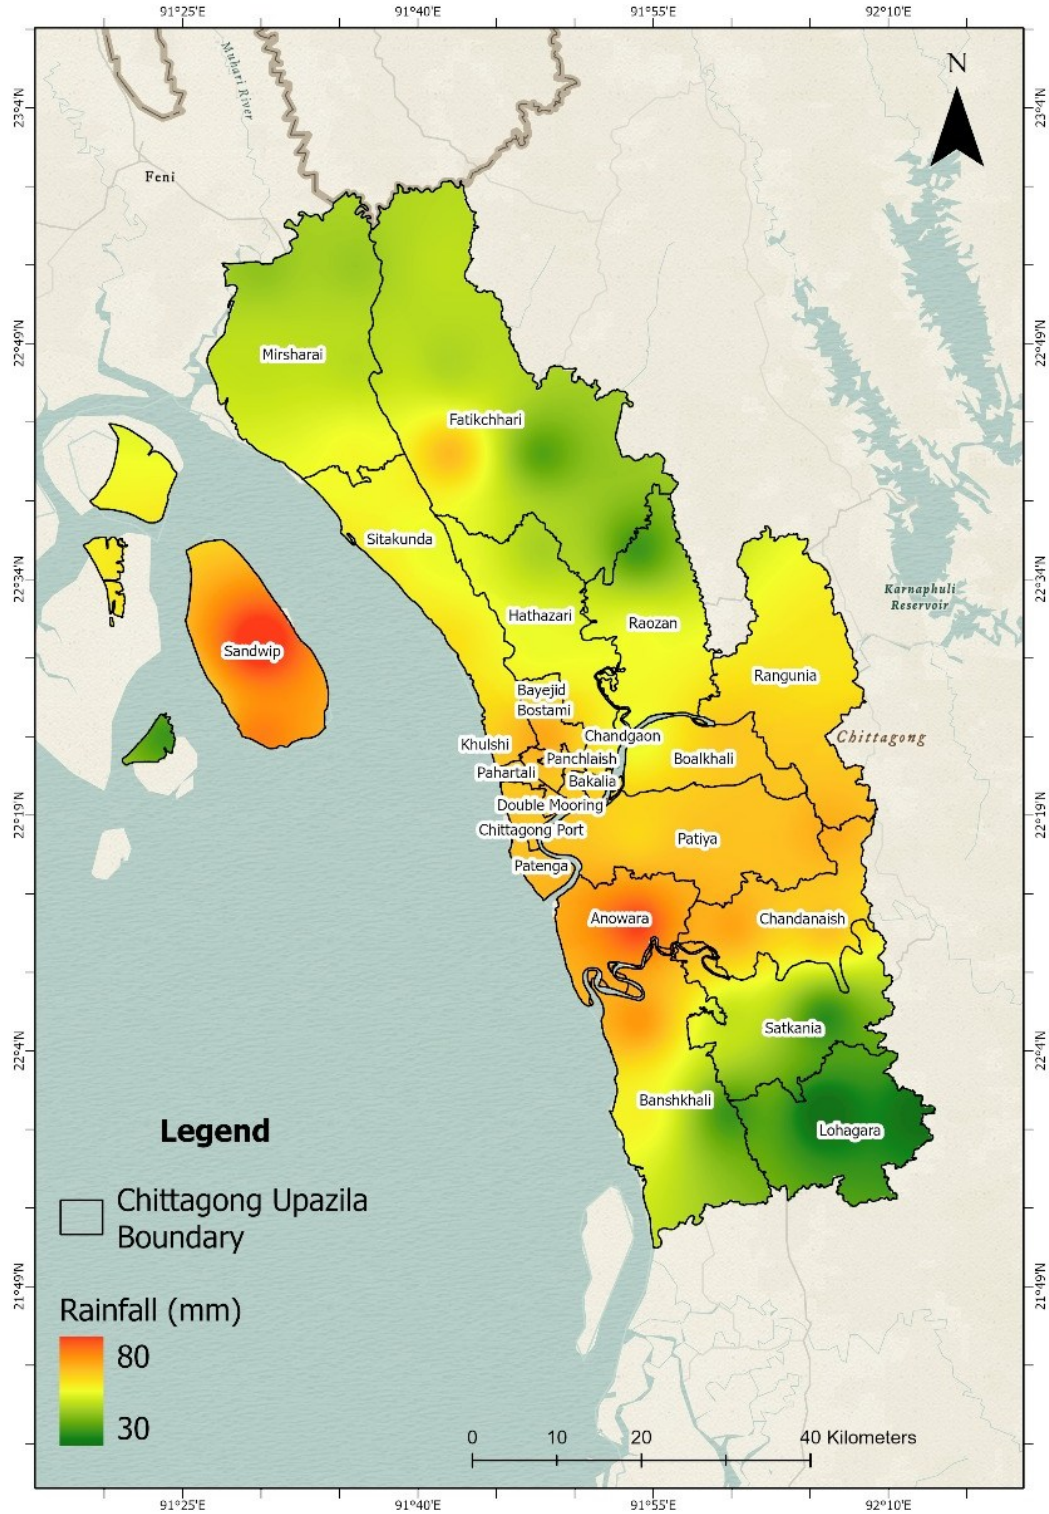 91°25'E 91°40'E 91°55'E 92°10'E
N
23°4'N 23°4'N
Muhari River
Feni
22°49'N 22°49'N
Mirsharai
Fatikchhari
Sitakunda
22°34'N 22°34'N
Karnaphuli
Reservoir
Hathazari
Raozan
Sandwip
Rangunia
Bayejid
Bostami
Chandgaon
Chittagong
Khulshi
Panchlaish
Boalkhali
Pahartali
Bakalia
Double Mooring
22°19'N 22°19'N
Chittagong Port
Patiya
Patenga
Anowara
Chandanaish
Satkania
22°4'N 22°4'N
Banshkhali
Lohagara
Legend
Chittagong Upazila
Boundary
21°49'N 21°49'N
Rainfall (mm)
80
30
0 10 20 40 Kilometers
91°25'E 91°40'E 91°55'E 92°10'E